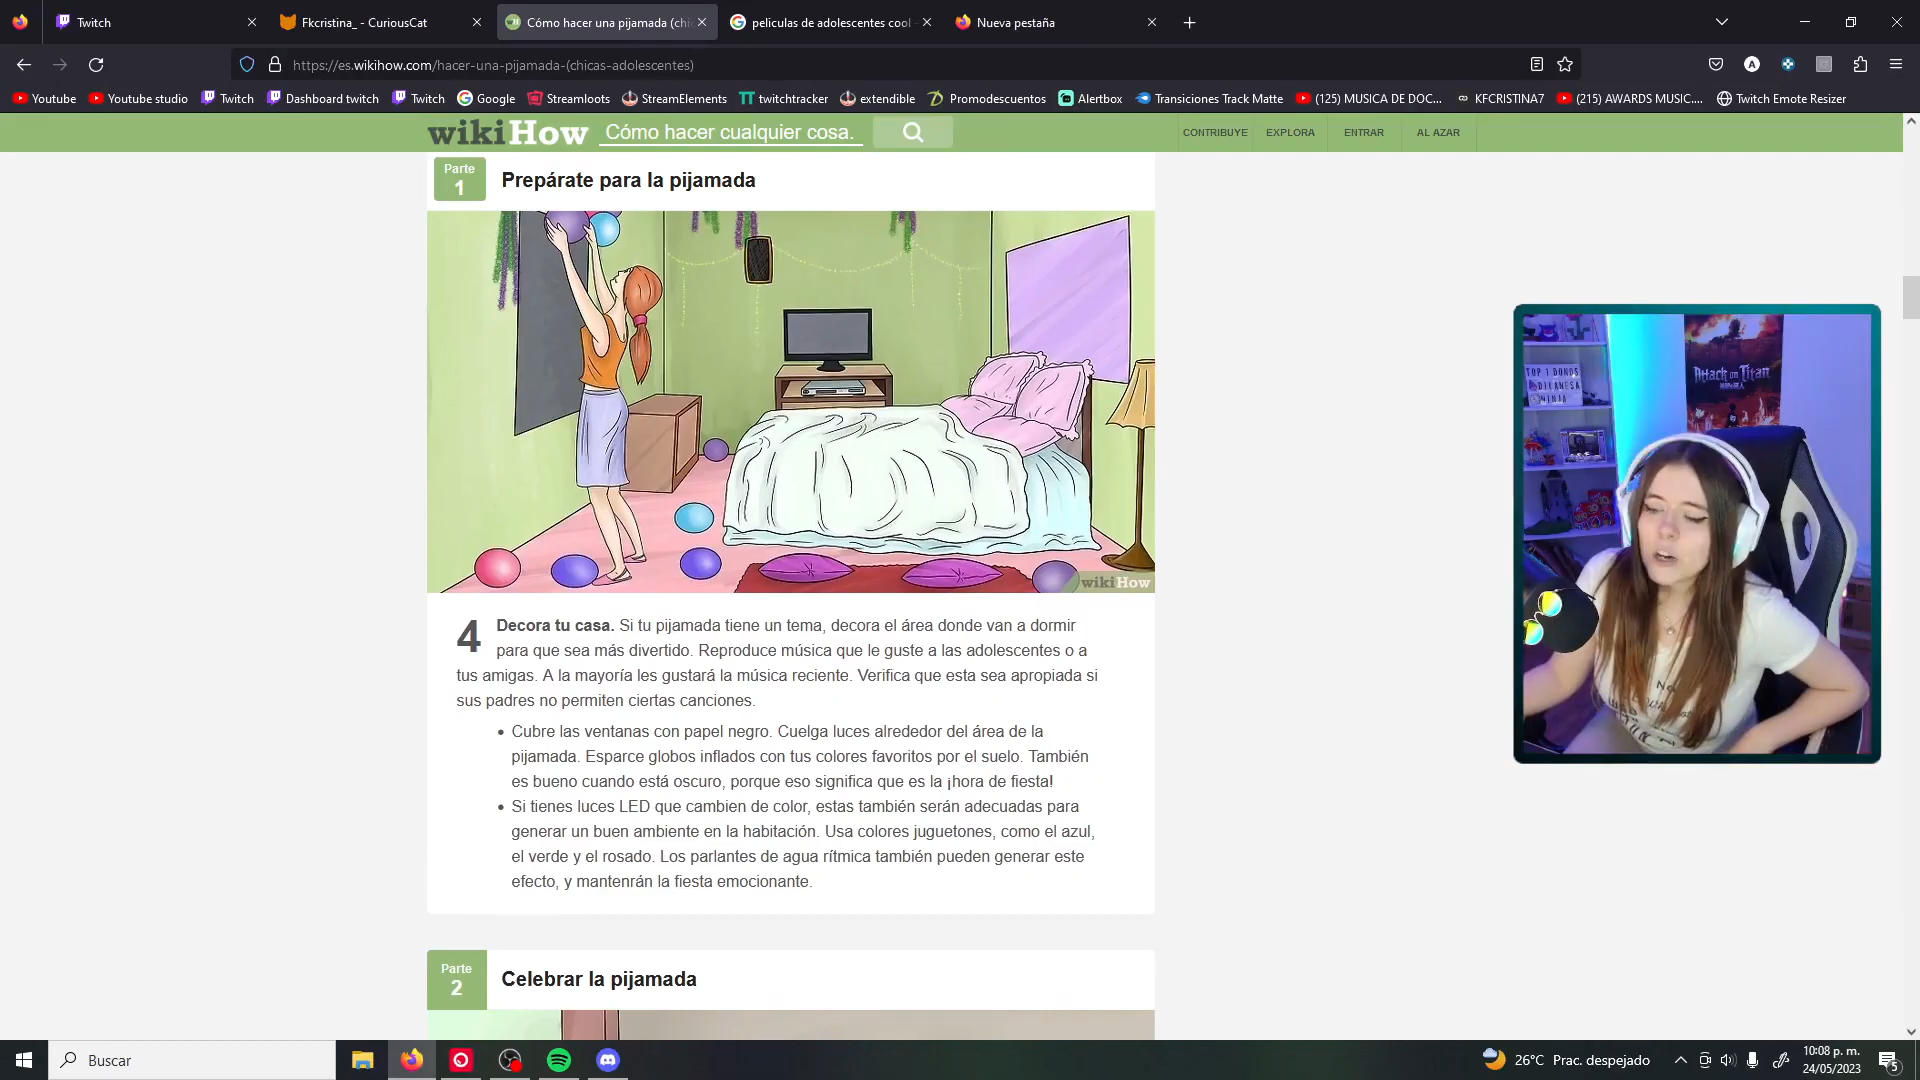 Twitch
Fkcristina_ - CuriousCat
Cómo hacer una pijamada (chi
peliculas de adolescentes cool -
Nueva pestaña
https://es.wikihow.com/hacer-una-pijamada-(chicas-adolescentes)
Youtube
Youtube studio
Twitch
Dashboard twitch
Twitch
Google
Streamloots
StreamElements
twitchtracker
extendible
Promodescuentos
Alertbox
Transiciones Track Matte
(125) MUSICA DE DOC...
KFCRISTINA7
(215) AWARDS MUSIC....
Twitch Emote Resizer
wikiHow
Cómo hacer cualquier cosa.
CONTRIBUYE
EXPLORA
ENTRAR
AL AZAR
Parte
1
Prepárate para la pijamada
wikiHow
4
Decora tu casa. Si tu pijamada tiene un tema, decora el área donde van a dormir
para que sea más divertido. Reproduce música que le guste a las adolescentes o a
tus amigas. A la mayoría les gustará la música reciente. Verifica que esta sea apropiada si
sus padres no permiten ciertas canciones.
• Cubre las ventanas con papel negro. Cuelga luces alrededor del área de la
pijamada. Esparce globos inflados con tus colores favoritos por el suelo. También
es bueno cuando está oscuro, porque eso significa que es la ¡hora de fiesta!
• Si tienes luces LED que cambien de color, estas también serán adecuadas para
generar un buen ambiente en la habitación. Usa colores juguetones, como el azul,
el verde y el rosado. Los parlantes de agua rítmica también pueden generar este
efecto, y mantenrán la fiesta emocionante.
Parte
2
Celebrar la pijamada
TOP 1 DONOS
NINJA
Attack on Titan
Buscar
26°C Prac. despejado
10:08 p. m.
24/05/2023
5